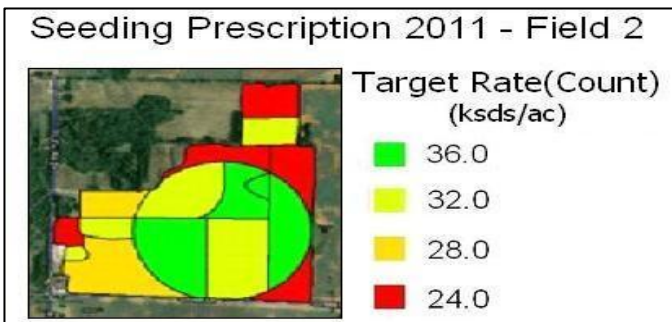 Seeding Prescription 2011 - Field 2
Target Rate(Count)
(ksds/ac)
36.0
32.0
28.0
24.0